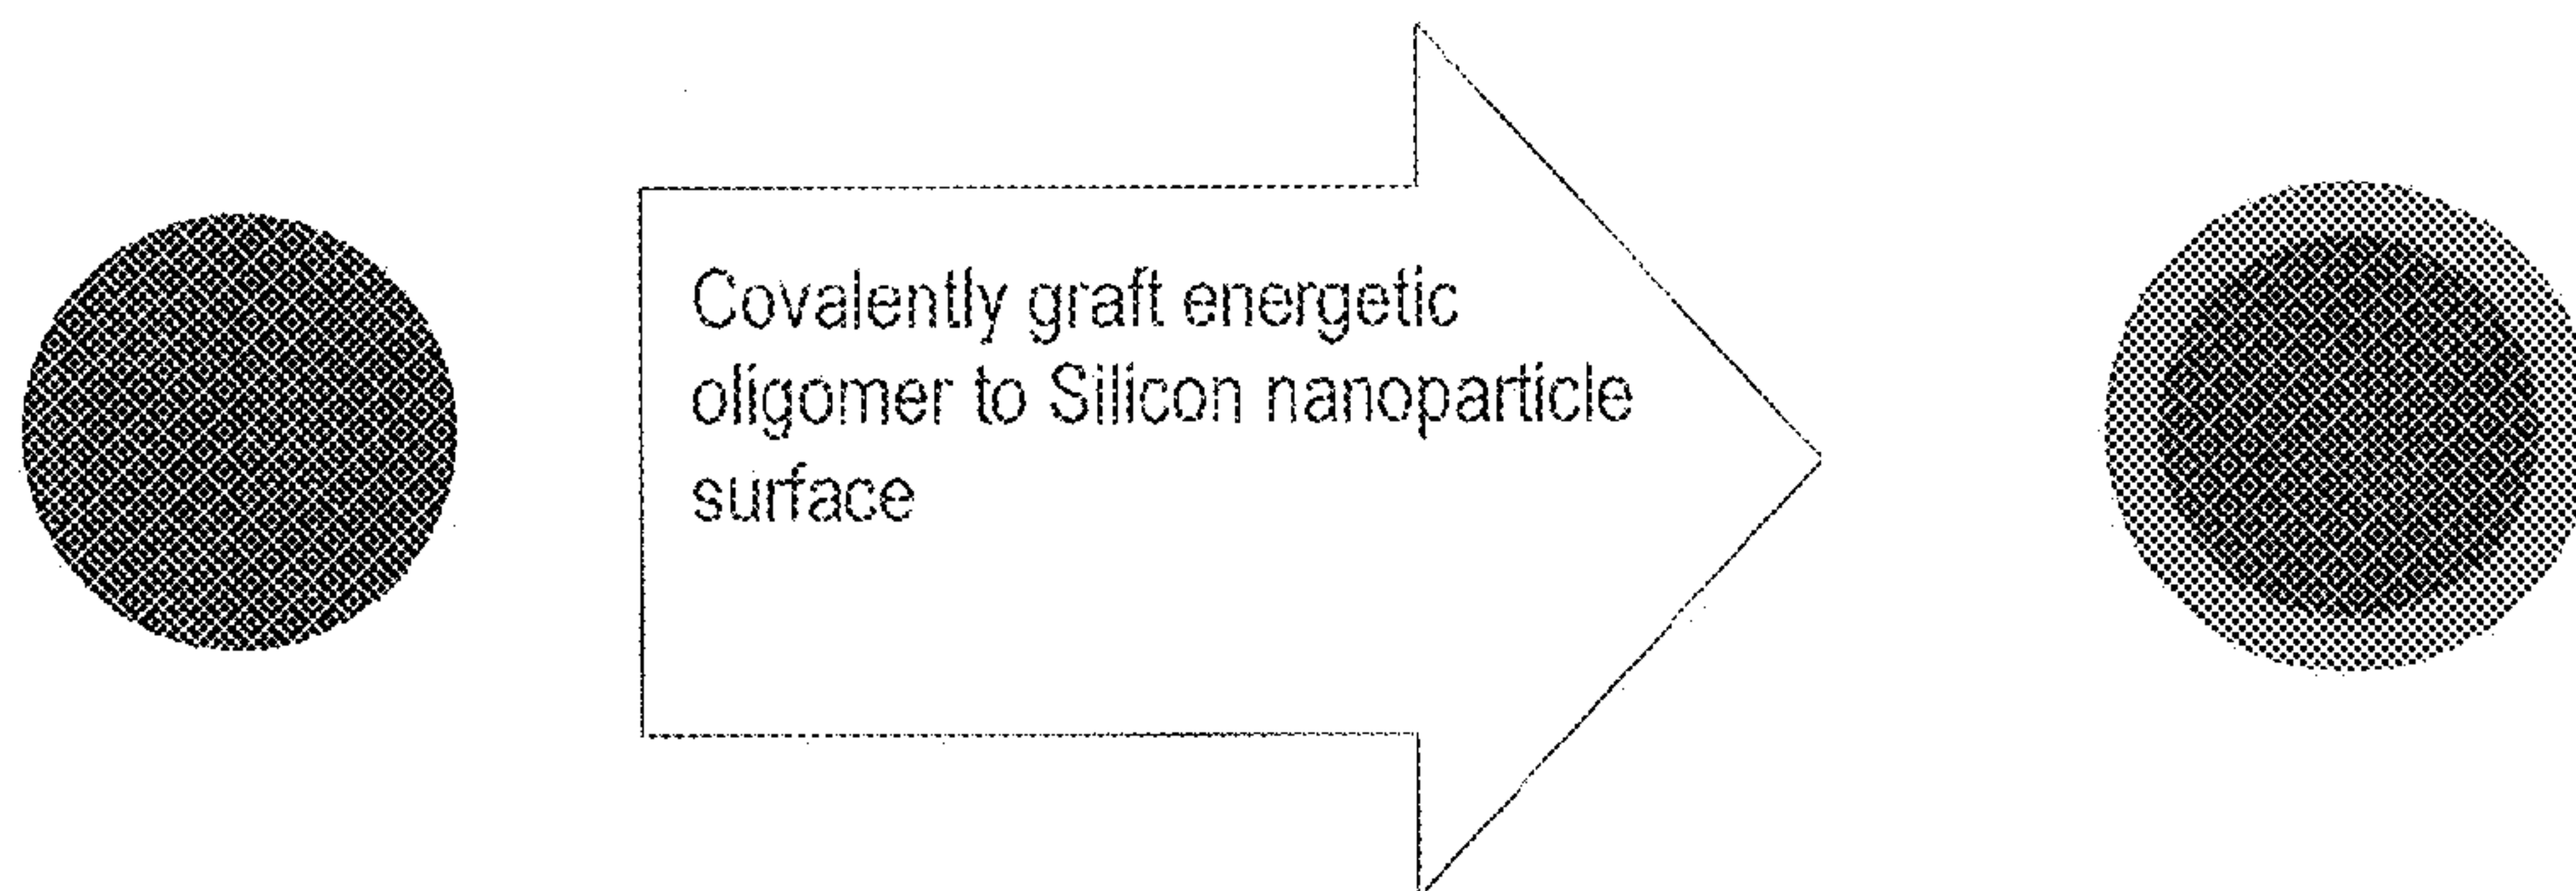 Covalently graft energetic
oligomer to Silicon nanoparticle
surface